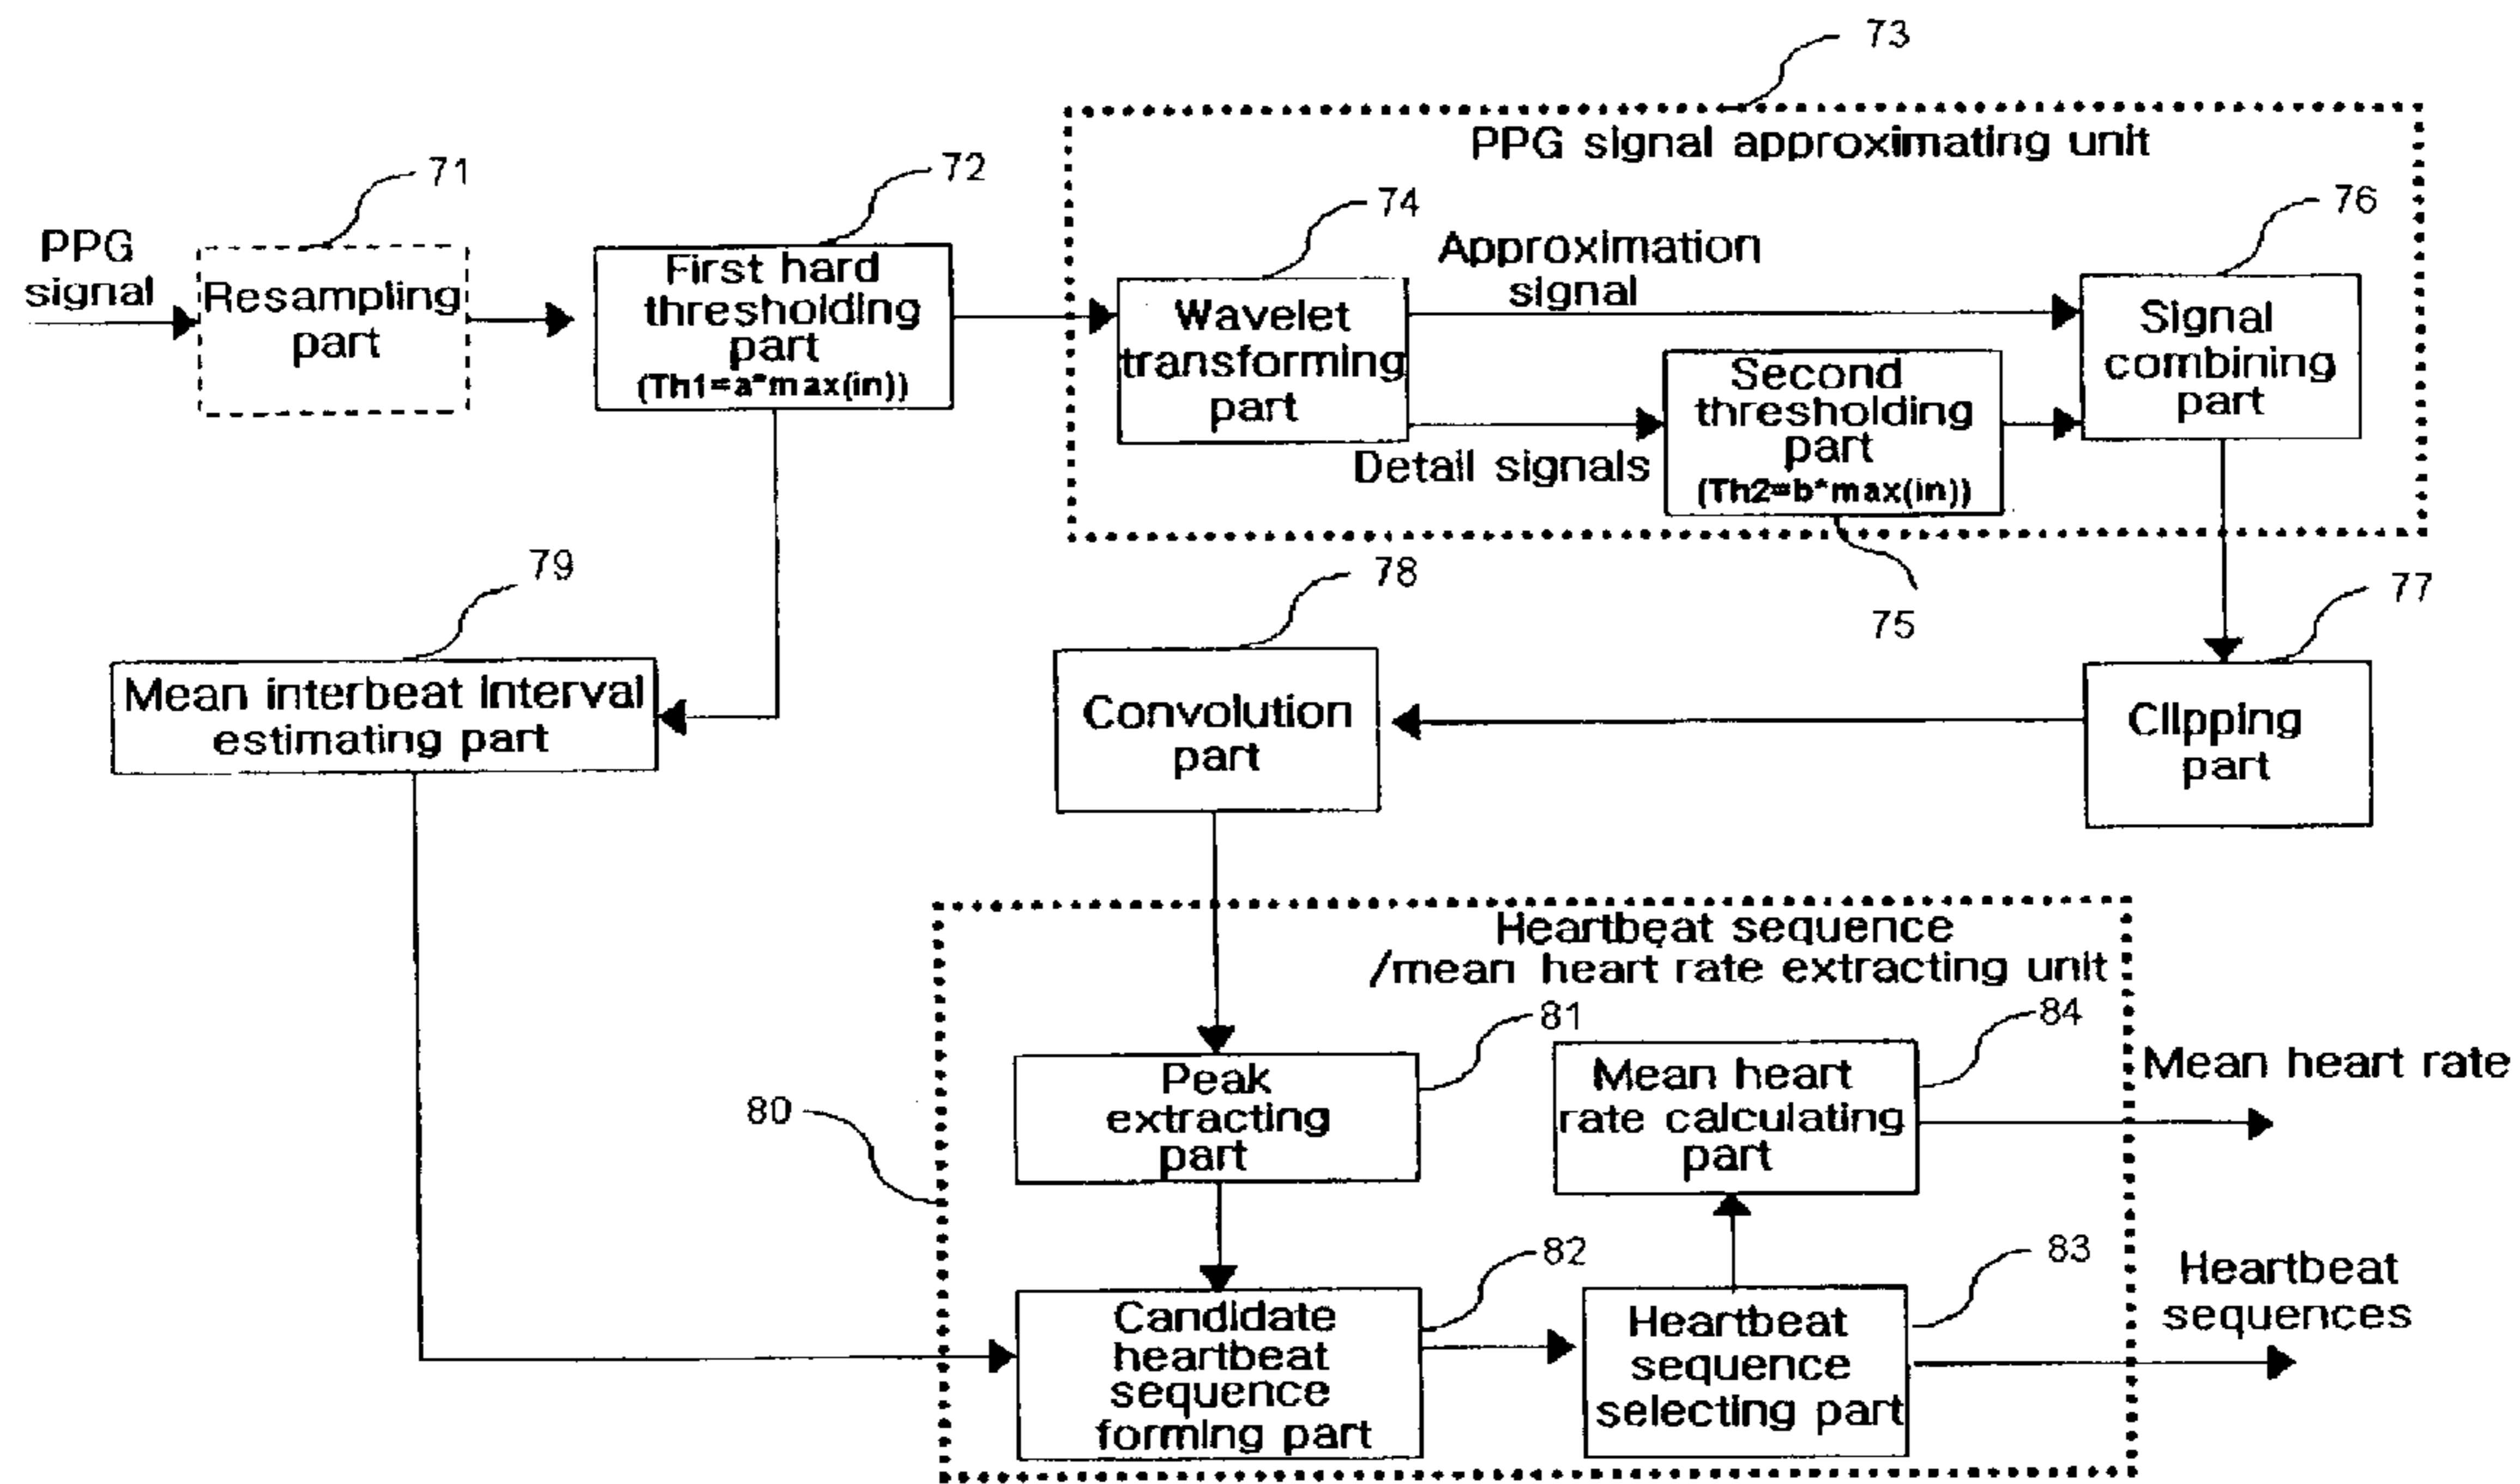 73
PPG signal approximating unit
71
72
74
76
PPG
signal
Resampling
part
First hard
thresholding
part
(Th1=a*max(in))
Approximation
signal
Wavelet
transforming
part
Signal
combining
part
Second
thresholding
part
(Th2=b*max(in))
Detail signals
75
79
78
77
Mean interbeat interval
estimating part
Convolution
part
Clipping
part
Heartbeat sequence
/mean heart rate extracting unit
80
81
84
Peak
extracting
part
Mean heart
rate calculating
part
Mean heart rate
82
83
Candidate
heartbeat
sequence
forming part
Heartbeat
sequence
selecting part
Heartbeat
sequences